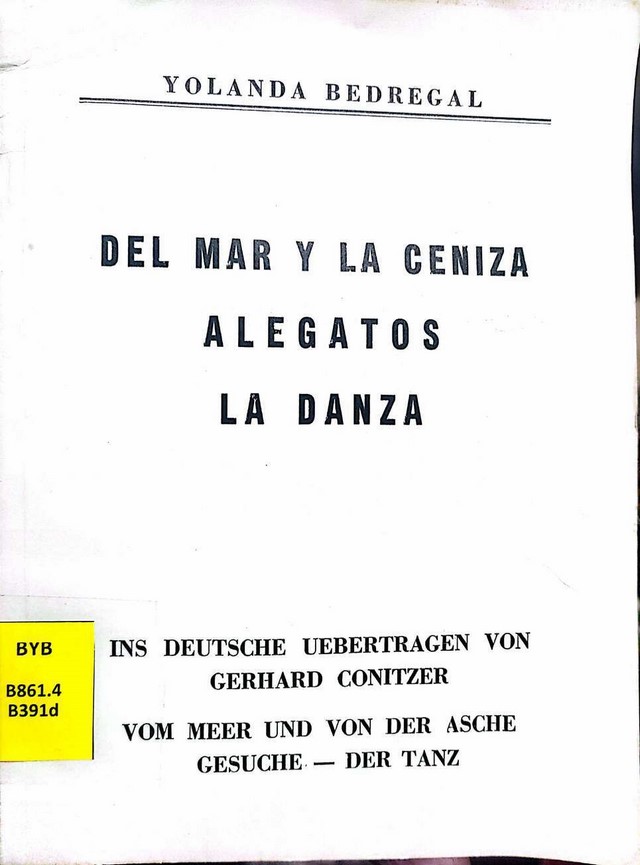 YOLANDA BEDREGAL
DEL MAR Y LA CENIZA
ALEGATOS
LA DANZA
INS DEUTSCHE UEBERTRAGEN VON
GERHARD CONITZER
VOM MEER UND VON DER ASCHE
GESUCHE — DER TANZ
BYB
B861.4
B391d